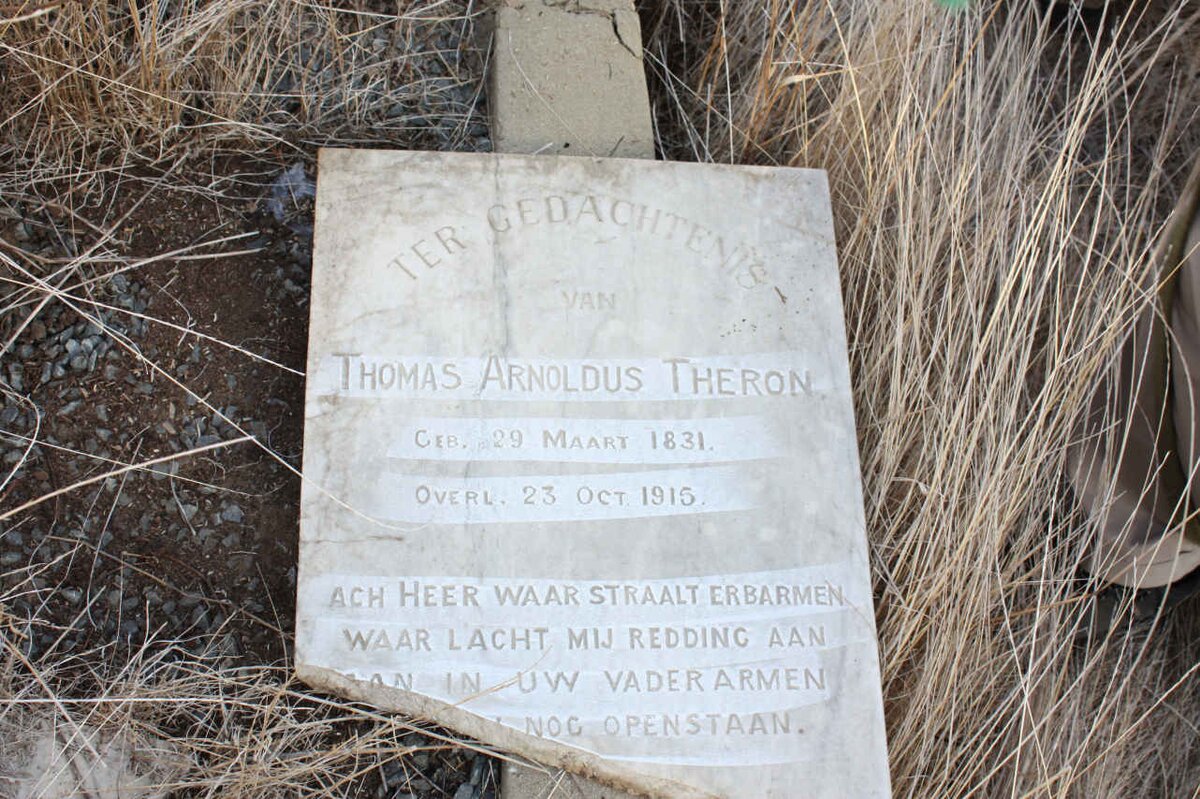 TER GEDACHTENIS
VAN
THOMAS ARNOLDUS THERON
GEB. 29 MAART 1831.
OVERL. 23 OCT. 1915.
ACH HEER WAAR STRAALT ERBARMEN
WAAR LACHT MIJ REDDING AAN
IN UW VADERARMEN
NOG OPENSTAAN.